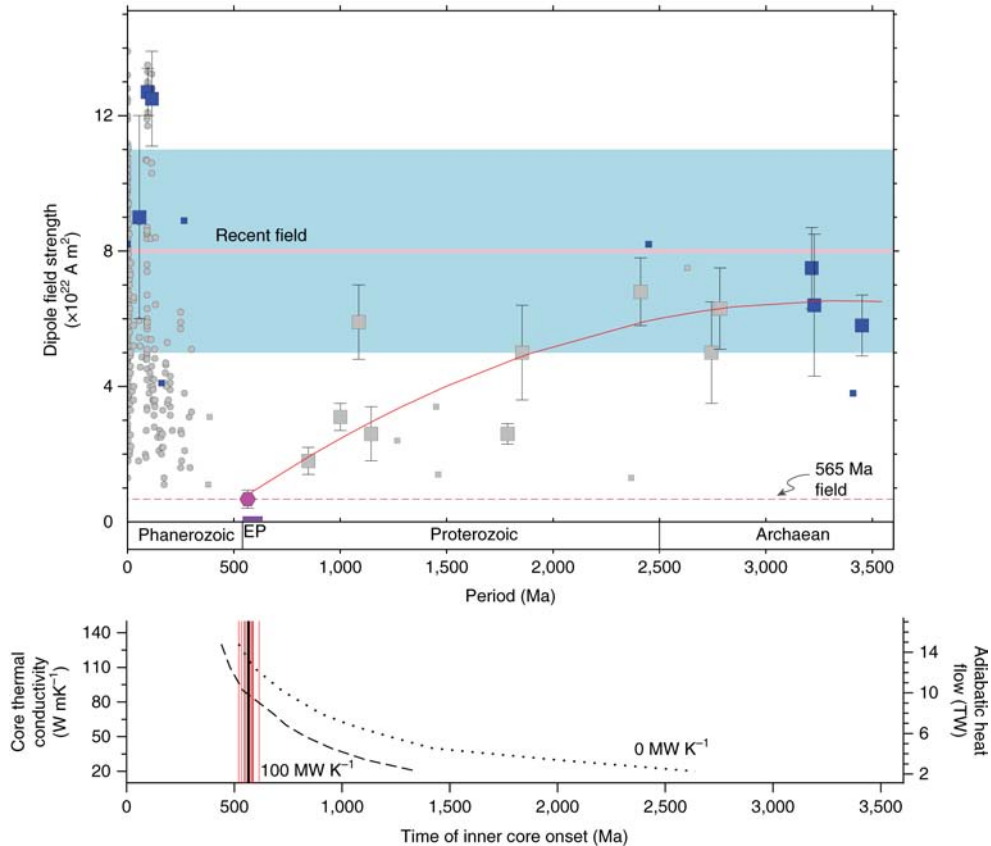 12
8
4
0
Dipole field strength
(×10²² A m²)
Recent field
565 Ma
field
Phanerozoic
EP
Proterozoic
Archaean
0
500
1,000
1,500
2,000
2,500
3,000
3,500
Period (Ma)
140
110
80
50
20
Core thermal
conductivity
(W mK⁻¹)
100 MW K⁻¹
0 MW K⁻¹
14
10
6
2
Adiabatic heat
flow (TW)
0
500
1,000
1,500
2,000
2,500
3,000
3,500
Time of inner core onset (Ma)